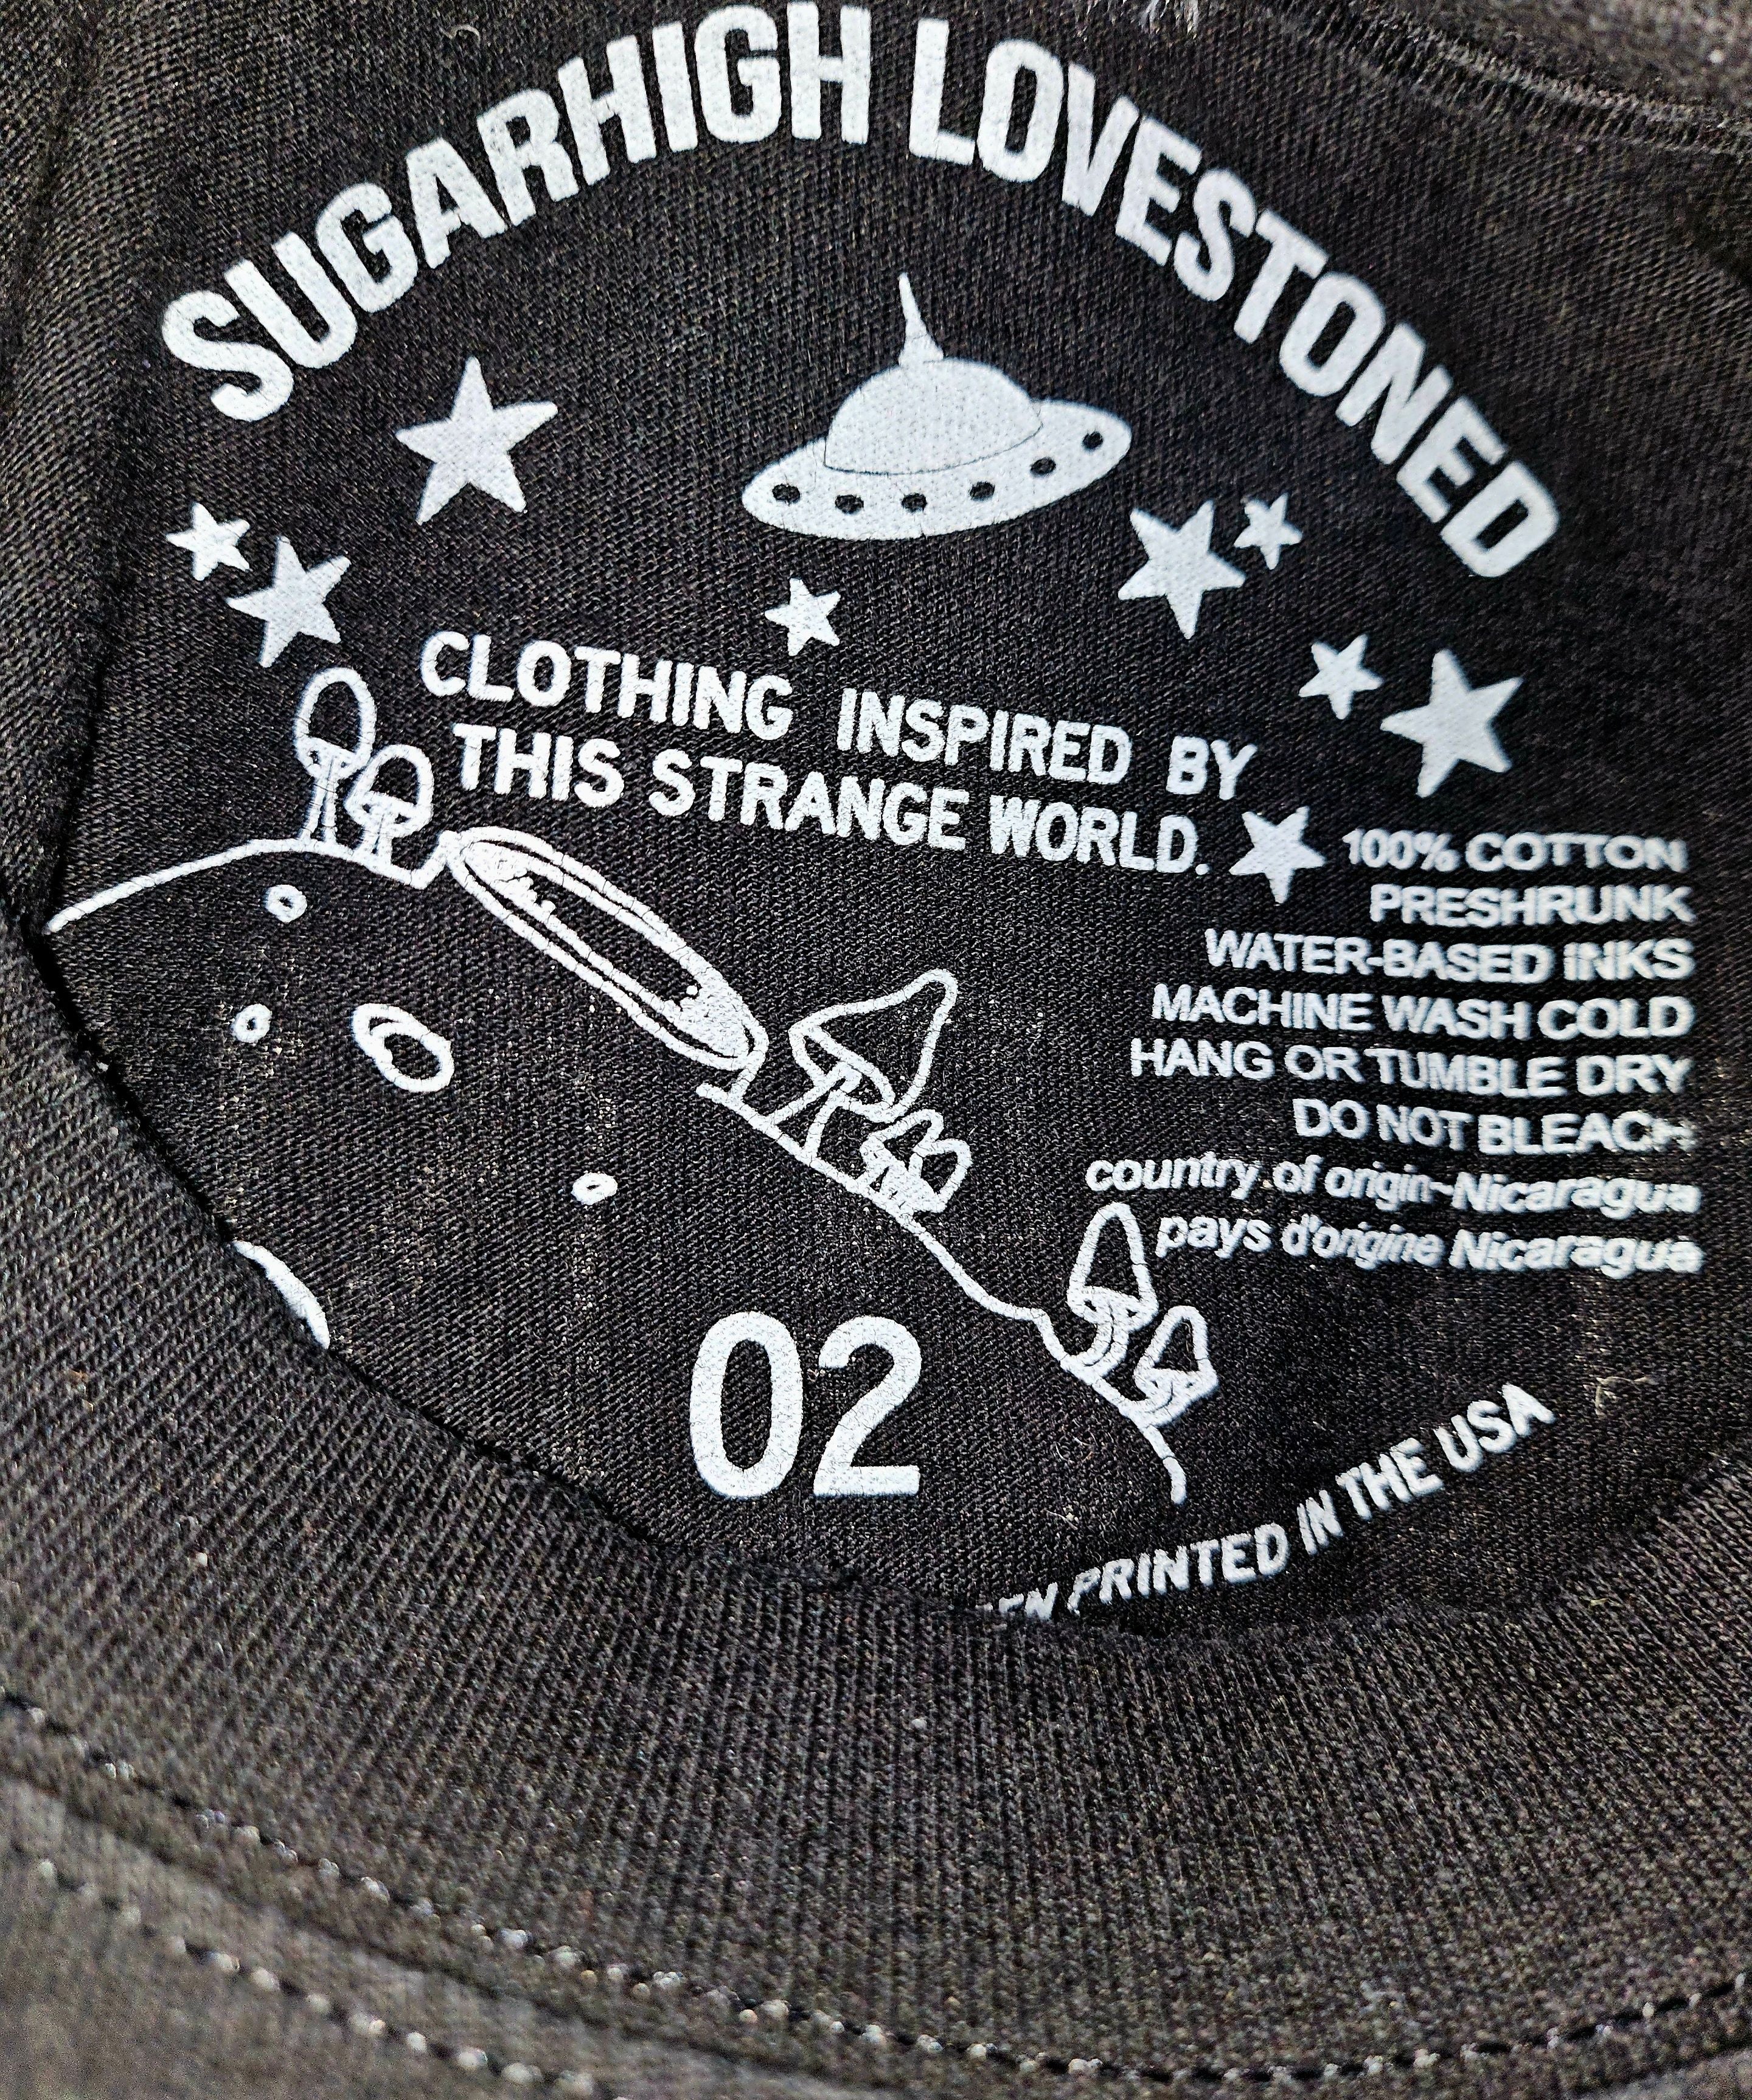 SUGARHIGH LOVESTONED
CLOTHING INSPIRED BY
THIS STRANGE WORLD.
100% COTTON
PRESHRUNK
WATER-BASED INKS
MACHINE WASH COLD
HANG OR TUMBLE DRY
DO NOT BLEACH
country of origin-Nicaragua
pays d'origine Nicaragua
02
PRINTED IN THE USA